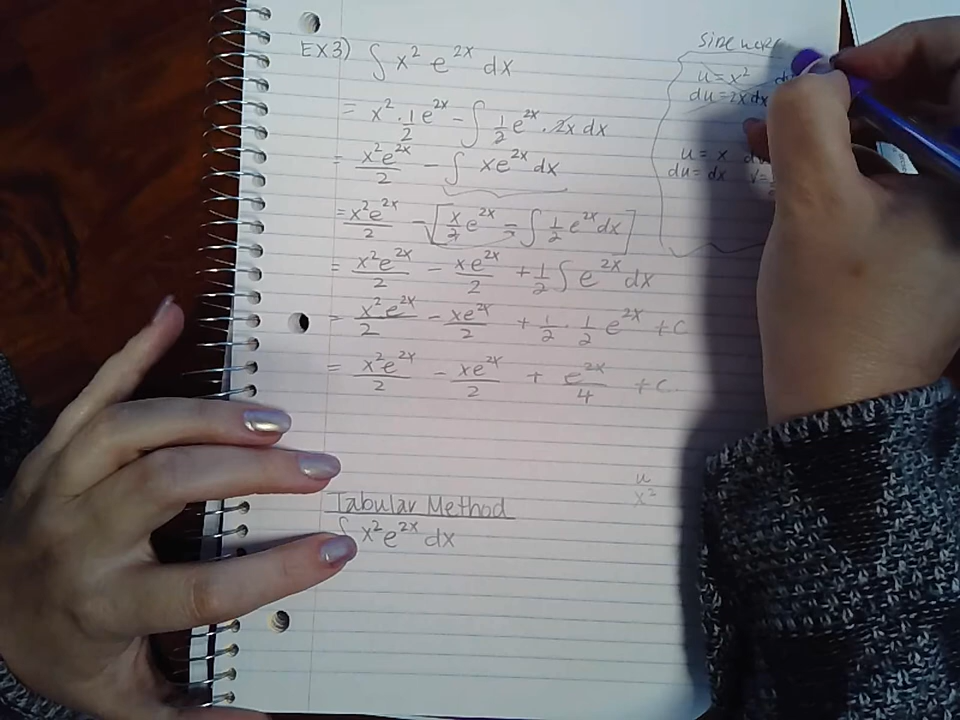 EX3) ∫ x² e^{2x} dx
= x² · 1/2 e^{2x} - ∫ 1/2 e^{2x} · 2x dx
= x²e^{2x}/2 - ∫ xe^{2x} dx
= x²e^{2x}/2 - [x/2 e^{2x} - ∫ 1/2 e^{2x} dx]
= x²e^{2x}/2 - xe^{2x}/2 + 1/2 ∫ e^{2x} dx
= x²e^{2x}/2 - xe^{2x}/2 + 1/2 · 1/2 e^{2x} + C
= x²e^{2x}/2 - xe^{2x}/2 + e^{2x}/4 + C
Side
u = x²
du = 2x dx
u = x
du = dx
Tabular Method
∫ x²e^{2x} dx
u
x²